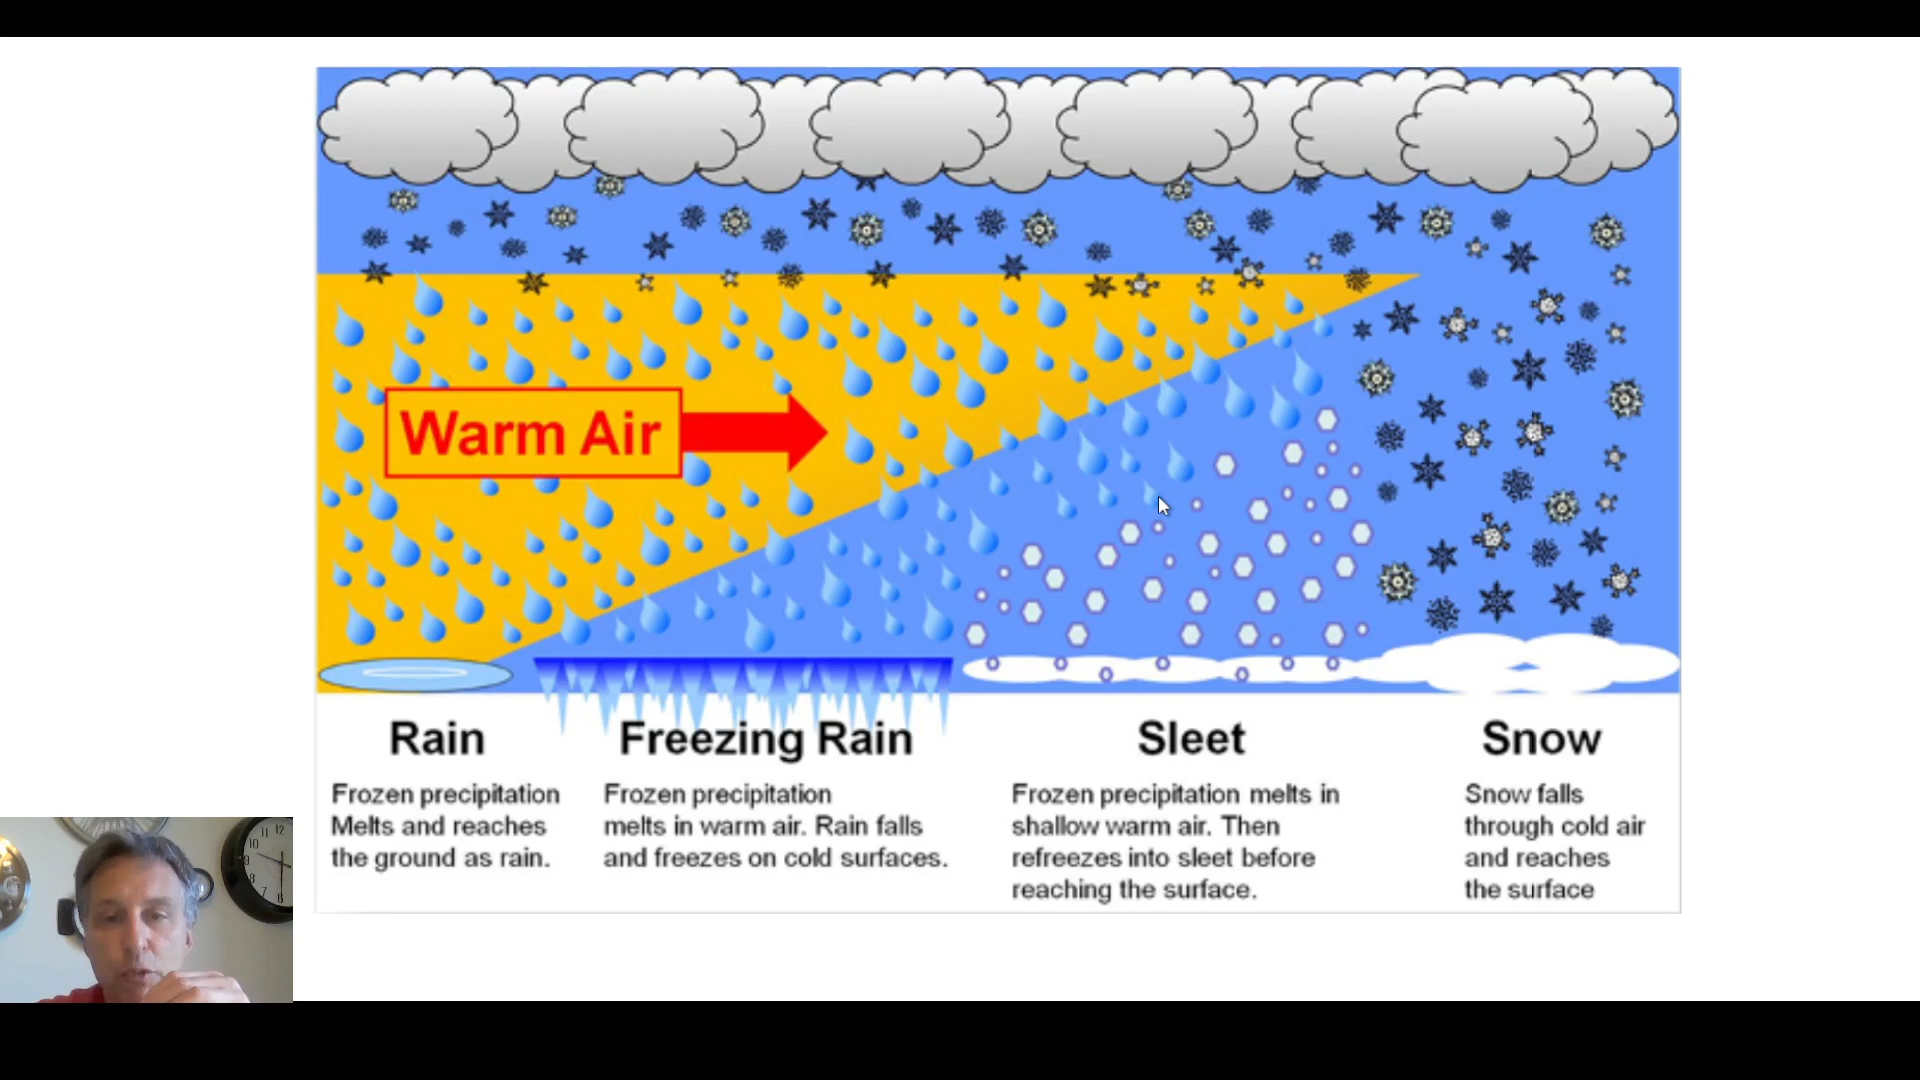 Warm Air
Rain
Frozen precipitation
Melts and reaches
the ground as rain.
Freezing Rain
Frozen precipitation
melts in warm air. Rain falls
and freezes on cold surfaces.
Sleet
Frozen precipitation melts in
shallow warm air. Then
refreezes into sleet before
reaching the surface.
Snow
Snow falls
through cold air
and reaches
the surface